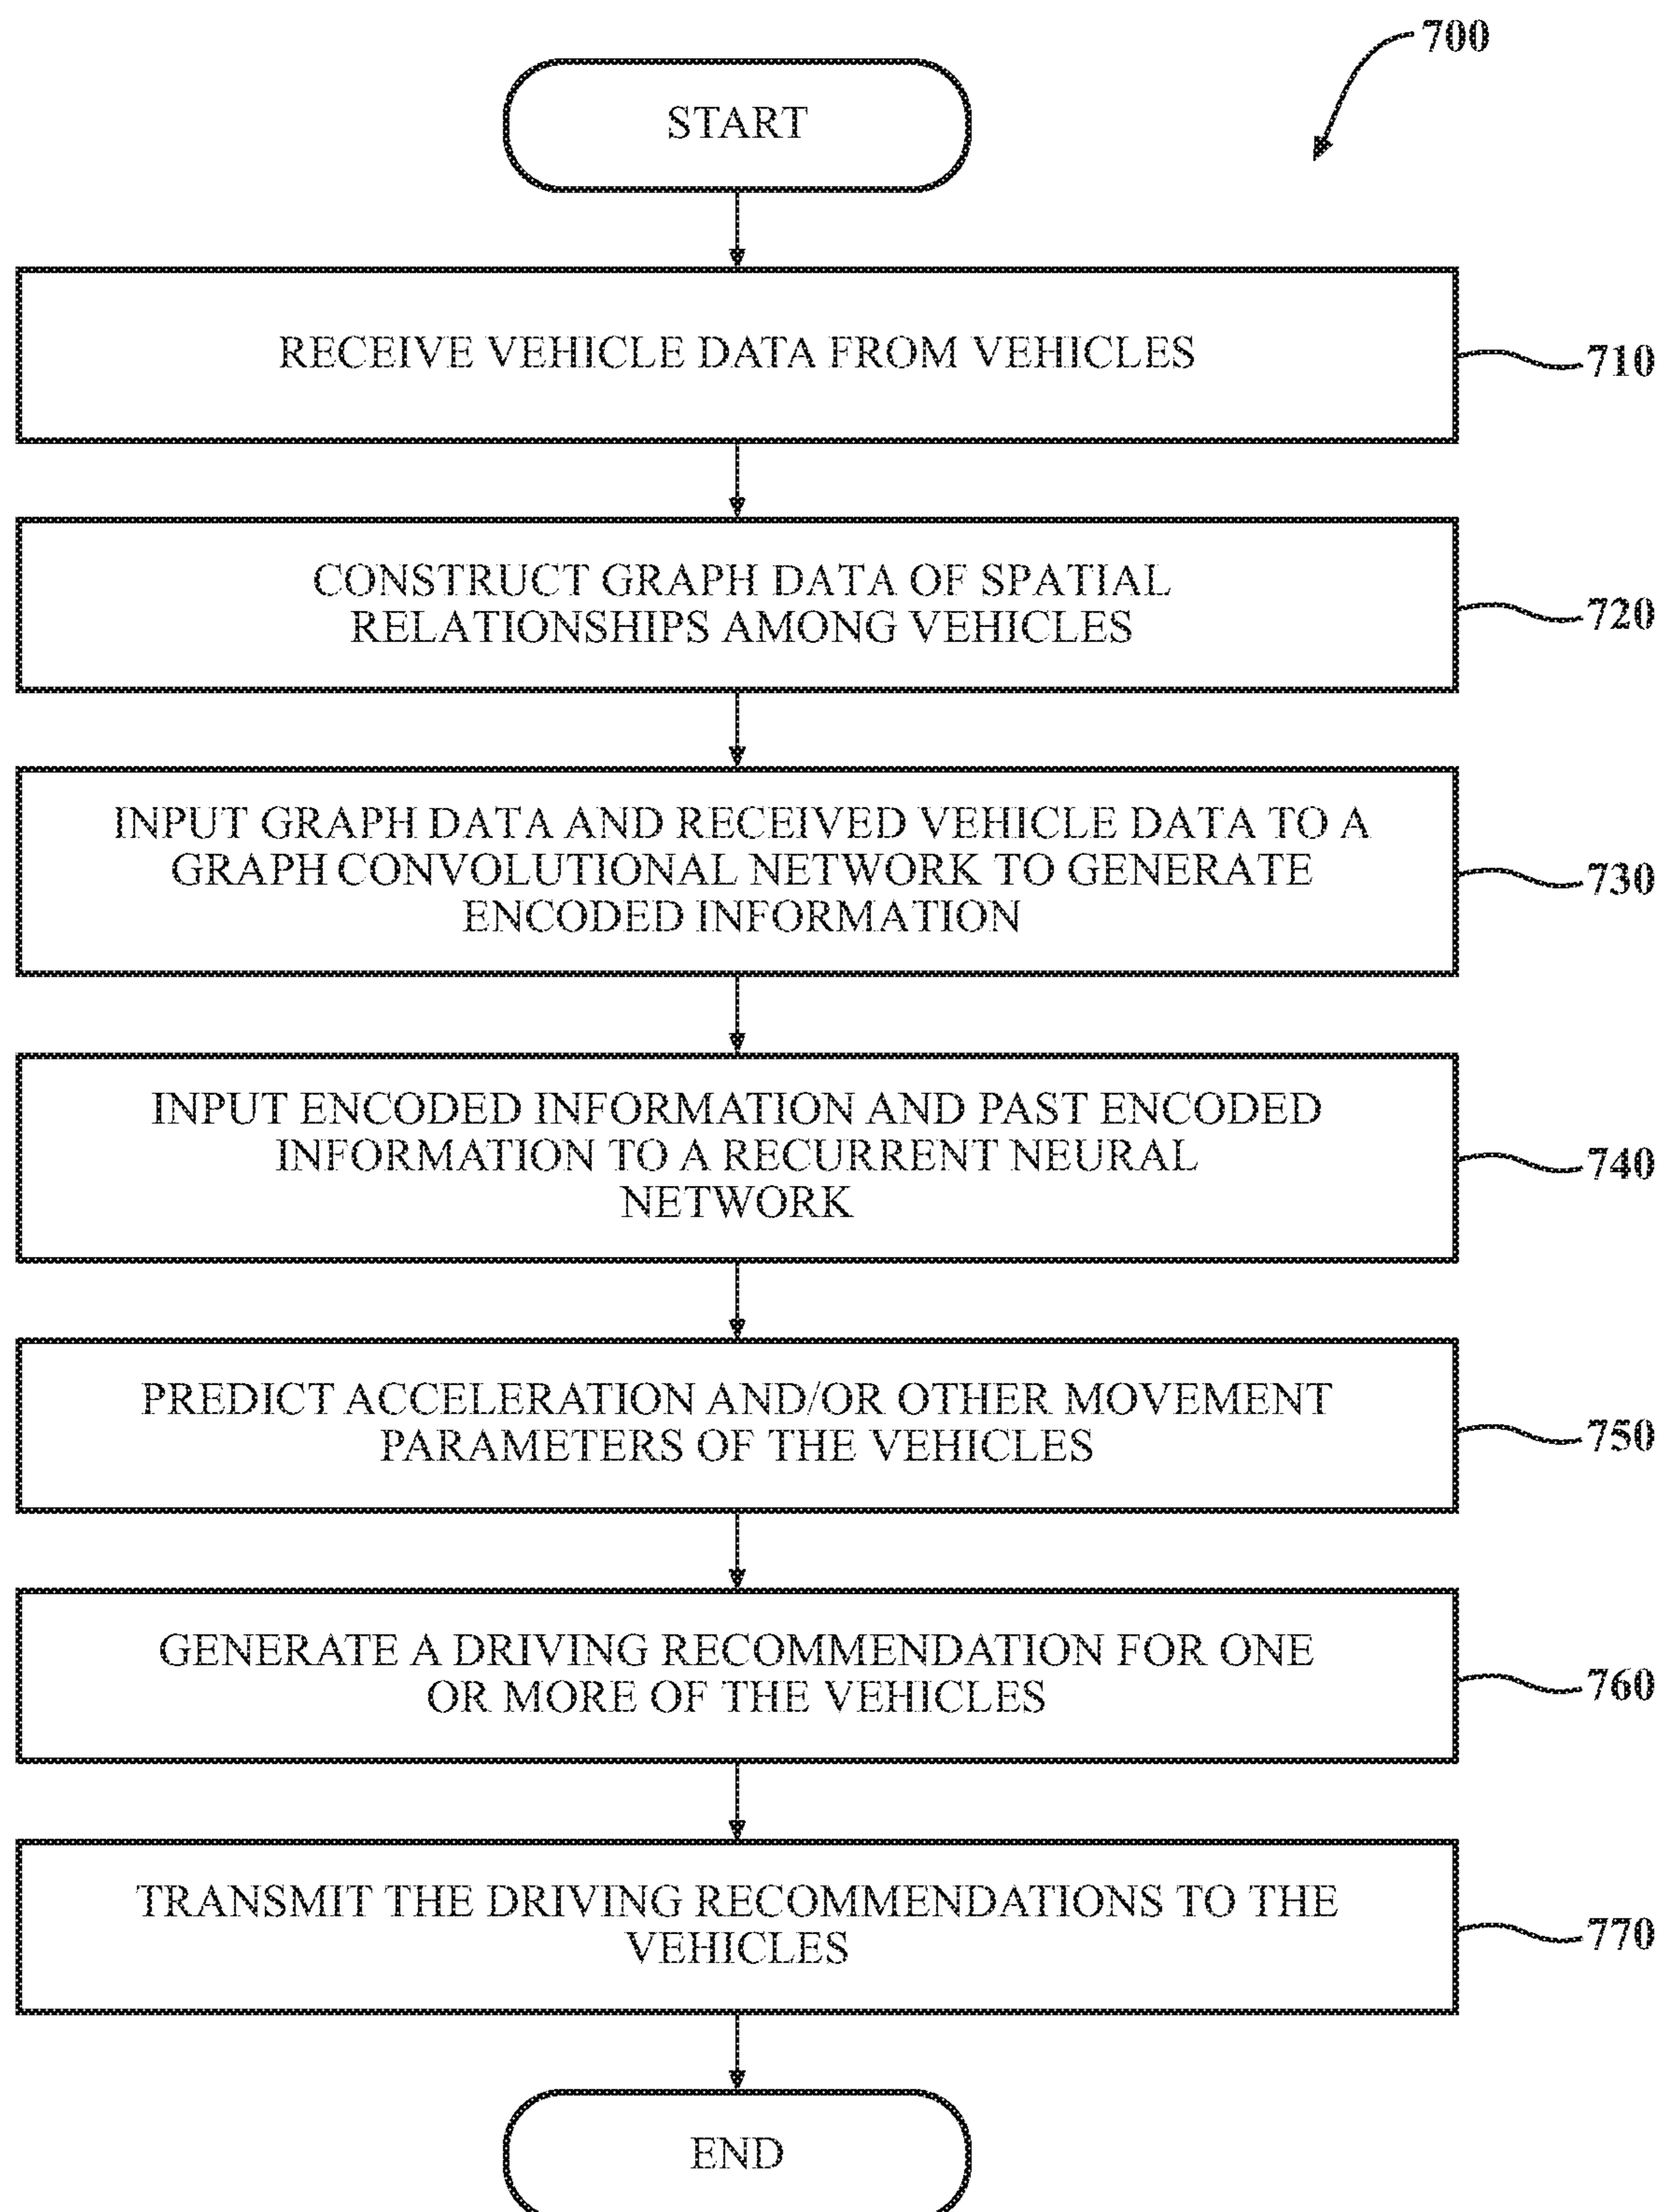 700
START
RECEIVE VEHICLE DATA FROM VEHICLES
710
CONSTRUCT GRAPH DATA OF SPATIAL
RELATIONSHIPS AMONG VEHICLES
720
INPUT GRAPH DATA AND RECEIVED VEHICLE DATA TO A
GRAPH CONVOLUTIONAL NETWORK TO GENERATE
ENCODED INFORMATION
730
INPUT ENCODED INFORMATION AND PAST ENCODED
INFORMATION TO A RECURRENT NEURAL
NETWORK
740
PREDICT ACCELERATION AND/OR OTHER MOVEMENT
PARAMETERS OF THE VEHICLES
750
GENERATE A DRIVING RECOMMENDATION FOR ONE
OR MORE OF THE VEHICLES
760
TRANSMIT THE DRIVING RECOMMENDATIONS TO THE
VEHICLES
770
END